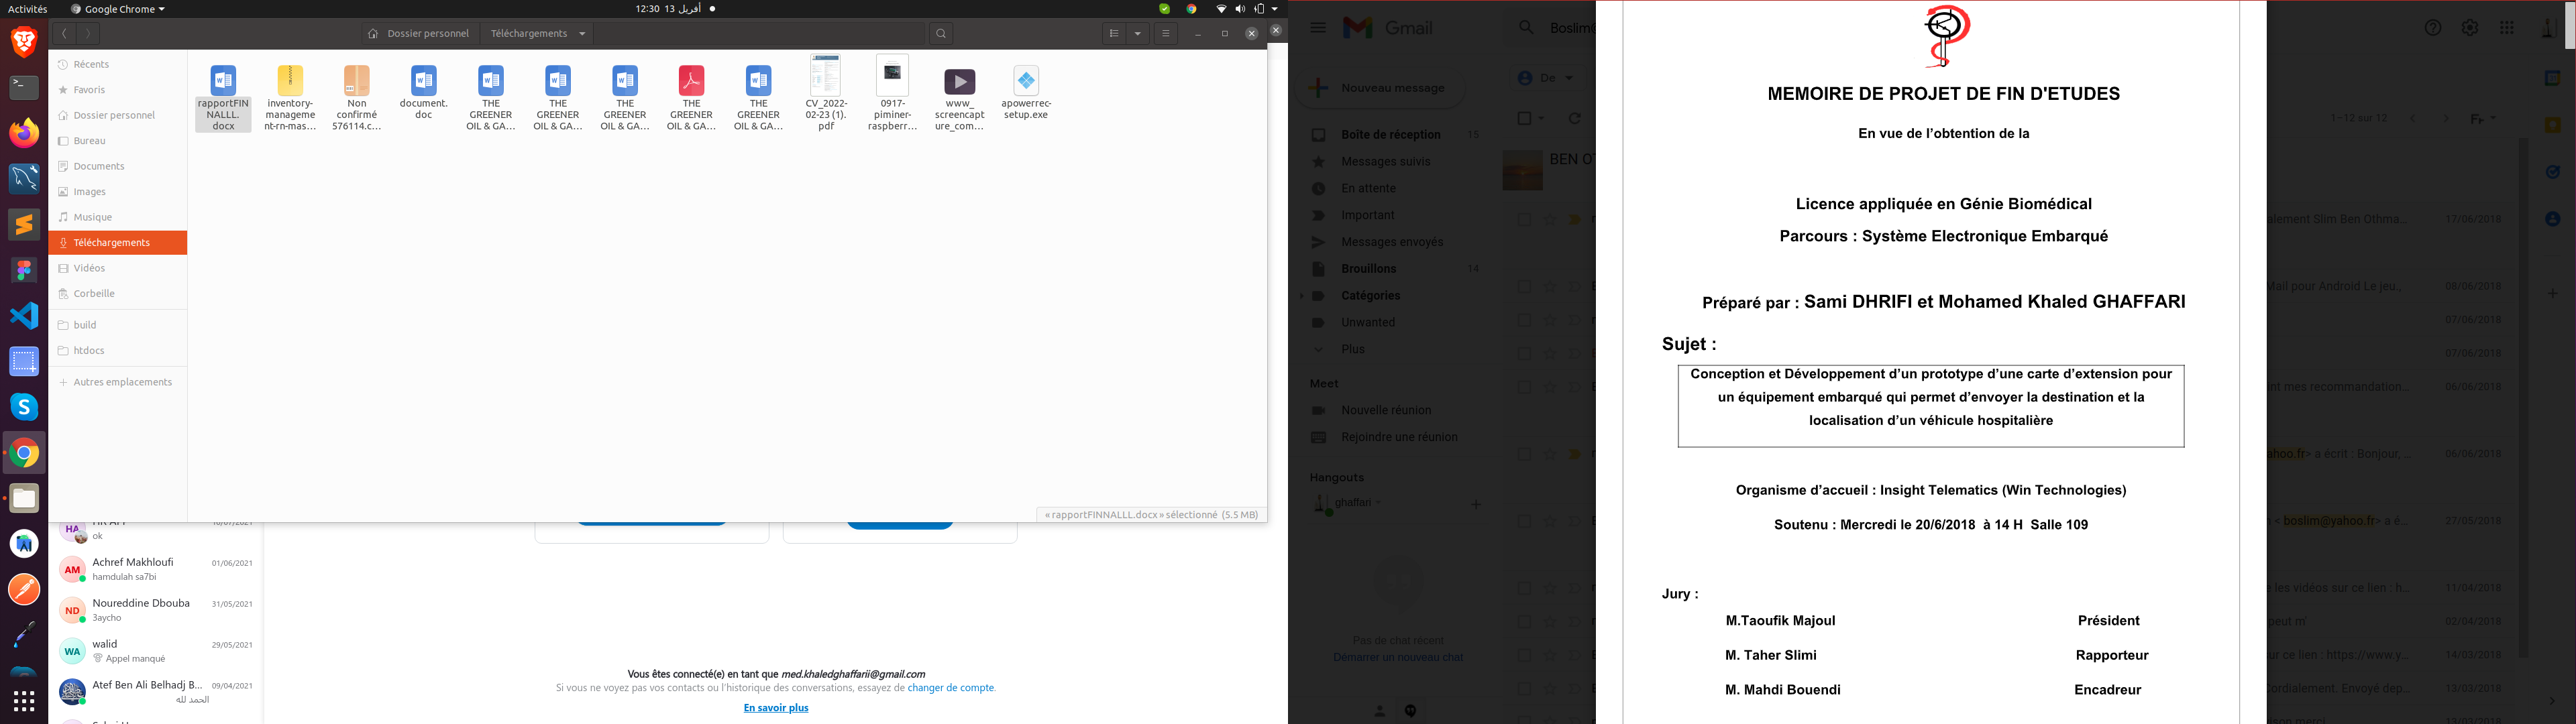 Activités
Google Chrome
12:30 13 أفريل
Dossier personnel
Téléchargements
Récents
Favoris
Dossier personnel
Bureau
Documents
Images
Musique
Téléchargements
Vidéos
Corbeille
build
htdocs
Autres emplacements
rapportFIN
NALLL.
docx
inventory-
manageme
nt-rn-mas…
Non
confirmé
576114.c…
document.
doc
THE
GREENER
OIL & GA…
THE
GREENER
OIL & GA…
THE
GREENER
OIL & GA…
THE
GREENER
OIL & GA…
THE
GREENER
OIL & GA…
CV_2022-
02-23 (1).
pdf
0917-
piminer-
raspberr…
www_
screencapt
ure_com…
apowerrec-
setup.exe
« rapportFINNALLL.docx » sélectionné (5.5 MB)
ok
AM
Achref Makhloufi
01/06/2021
hamdulah sa7bi
ND
Noureddine Dbouba
31/05/2021
3aycho
WA
walid
29/05/2021
Appel manqué
Atef Ben Ali Belhadj B…
09/04/2021
الحمد لله
Vous êtes connecté(e) en tant que med.khaledghaffarii@gmail.com
Si vous ne voyez pas vos contacts ou l'historique des conversations, essayez de changer de compte.
En savoir plus
Gmail
Nouveau message
Boîte de réception 15
Messages suivis
En attente
Important
Messages envoyés
Brouillons 14
Catégories
Unwanted
Plus
Meet
Nouvelle réunion
Rejoindre une réunion
Hangouts
ghaffari
Pas de chat récent
Démarrer un nouveau chat
Boslim@
De
BEN OT
MEMOIRE DE PROJET DE FIN D'ETUDES
En vue de l’obtention de la
Licence appliquée en Génie Biomédical
Parcours : Système Electronique Embarqué
Préparé par : Sami DHRIFI et Mohamed Khaled GHAFFARI
Sujet :
Conception et Développement d’un prototype d’une carte d’extension pour
un équipement embarqué qui permet d’envoyer la destination et la
localisation d’un véhicule hospitalière
Organisme d’accueil : Insight Telematics (Win Technologies)
Soutenu : Mercredi le 20/6/2018 à 14 H Salle 109
Jury :
M.Taoufik Majoul Président
M. Taher Slimi Rapporteur
M. Mahdi Bouendi Encadreur
1–12 sur 12
alement Slim Ben Othma… 17/06/2018
Mail pour Android Le jeu., 08/06/2018
07/06/2018
07/06/2018
int mes recommandation… 06/06/2018
ahoo.fr> a écrit : Bonjour, … 06/06/2018
n < boslim@yahoo.fr> a é… 27/05/2018
e les vidéos sur ce lien : h… 11/04/2018
peut m' 02/04/2018
ur ce lien : https://www.y… 14/03/2018
Cordialement. Envoyé dep… 13/03/2018